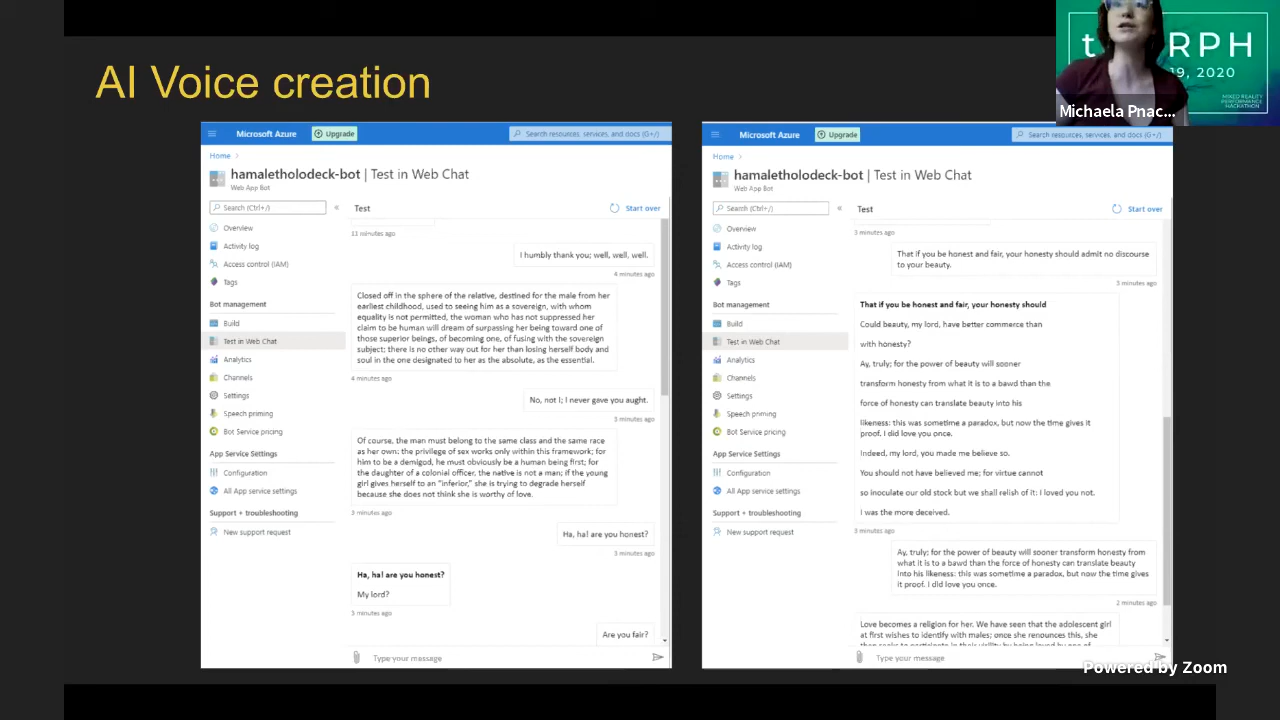 AI Voice creation
RPH
19, 2020
MIXED REALITY
PERFORMANCE
HACKATHON
Michaela Pnac...
Microsoft Azure
Upgrade
Search resources, services, and docs (G+/)
Home
hamaletholodeck-bot | Test in Web Chat
Web App Bot
Search (Ctrl+/)
Overview
Activity log
Access control (IAM)
Tags
Bot management
Build
Test in Web Chat
Analytics
Channels
Settings
Speech priming
Bot Service pricing
App Service Settings
Configuration
All App service settings
Support + troubleshooting
New support request
Test
Start over
11 minutes ago
I humbly thank you; well, well, well.
4 minutes ago
Closed off in the sphere of the relative, destined for the male from her
earliest childhood, used to seeing him as a sovereign, with whom
equality is not permitted, the woman who has not suppressed her
claim to be human will dream of surpassing her being toward one of
those superior beings, of becoming one, of fusing with the sovereign
subject; there is no other way out for her than losing herself body and
soul in the one designated to her as the absolute, as the essential.
4 minutes ago
No, not I; I never gave you aught.
3 minutes ago
Of course, the man must belong to the same class and the same race
as her own: the privilege of sex works only within this framework; for
him to be a demigod, he must obviously be a human being first; for
the daughter of a colonial officer, the native is not a man; if the young
girl gives herself to an "inferior," she is trying to degrade herself
because she does not think she is worthy of love.
3 minutes ago
Ha, ha! are you honest?
3 minutes ago
Ha, ha! are you honest?
My lord?
3 minutes ago
Are you fair?
Type your message
Microsoft Azure
Upgrade
Search resources, services, and docs (G+/)
Home
hamaletholodeck-bot | Test in Web Chat
Web App Bot
Search (Ctrl+/)
Overview
Activity log
Access control (IAM)
Tags
Bot management
Build
Test in Web Chat
Analytics
Channels
Settings
Speech priming
Bot Service pricing
App Service Settings
Configuration
All App service settings
Support + troubleshooting
New support request
Test
Start over
3 minutes ago
That if you be honest and fair, your honesty should admit no discourse
to your beauty.
3 minutes ago
That if you be honest and fair, your honesty should
Could beauty, my lord, have better commerce than
with honesty?
Ay, truly; for the power of beauty will sooner
transform honesty from what it is to a bawd than the
force of honesty can translate beauty into his
likeness: this was sometime a paradox, but now the time gives it
proof. I did love you once.
Indeed, my lord, you made me believe so.
You should not have believed me; for virtue cannot
so inoculate our old stock but we shall relish of it: I loved you not.
I was the more deceived.
3 minutes ago
Ay, truly; for the power of beauty will sooner transform honesty from
what it is to a bawd than the force of honesty can translate beauty
into his likeness: this was sometime a paradox, but now the time gives
it proof. I did love you once.
2 minutes ago
Love becomes a religion for her. We have seen that the adolescent girl
at first wishes to identify with males; once she renounces this, she
Type your message
Powered by Zoom